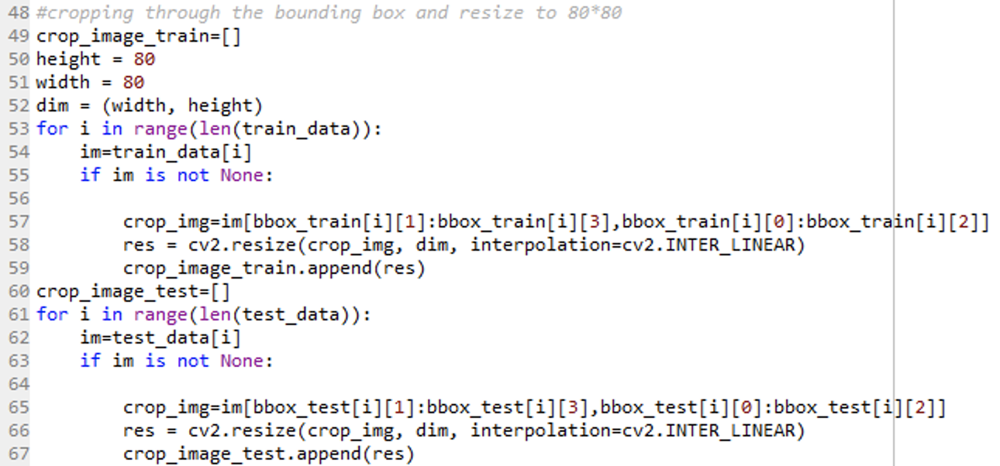 48 #cropping through the bounding box and resize to 80*80
49 crop_image_train=[]
50 height = 80
51 width = 80
52 dim = (width, height)
53 for i in range(len(train_data)):
54     im=train_data[i]
55     if im is not None:
56
57         crop_img=im[bbox_train[i][1]:bbox_train[i][3],bbox_train[i][0]:bbox_train[i][2]]
58         res = cv2.resize(crop_img, dim, interpolation=cv2.INTER_LINEAR)
59         crop_image_train.append(res)
60 crop_image_test=[]
61 for i in range(len(test_data)):
62     im=test_data[i]
63     if im is not None:
64
65         crop_img=im[bbox_test[i][1]:bbox_test[i][3],bbox_test[i][0]:bbox_test[i][2]]
66         res = cv2.resize(crop_img, dim, interpolation=cv2.INTER_LINEAR)
67         crop_image_test.append(res)